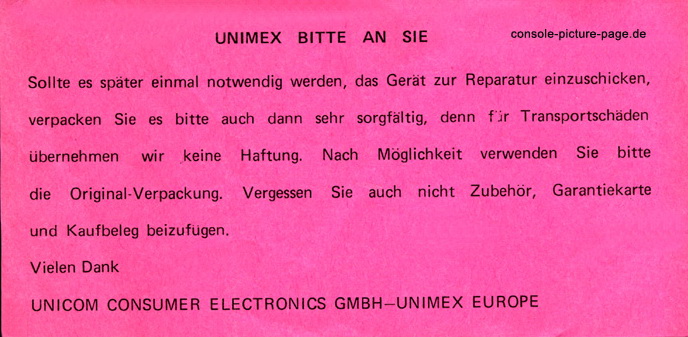 UNIMEX BITTE AN SIE
console-picture-page.de
Sollte es später einmal notwendig werden, das Gerät zur Reparatur einzuschicken,
verpacken Sie es bitte auch dann sehr sorgfältig, denn für Transportschäden
übernehmen wir keine Haftung. Nach Möglichkeit verwenden Sie bitte
die Original-Verpackung. Vergessen Sie auch nicht Zubehör, Garantiekarte
und Kaufbeleg beizufügen.
Vielen Dank
UNICOM CONSUMER ELECTRONICS GMBH–UNIMEX EUROPE